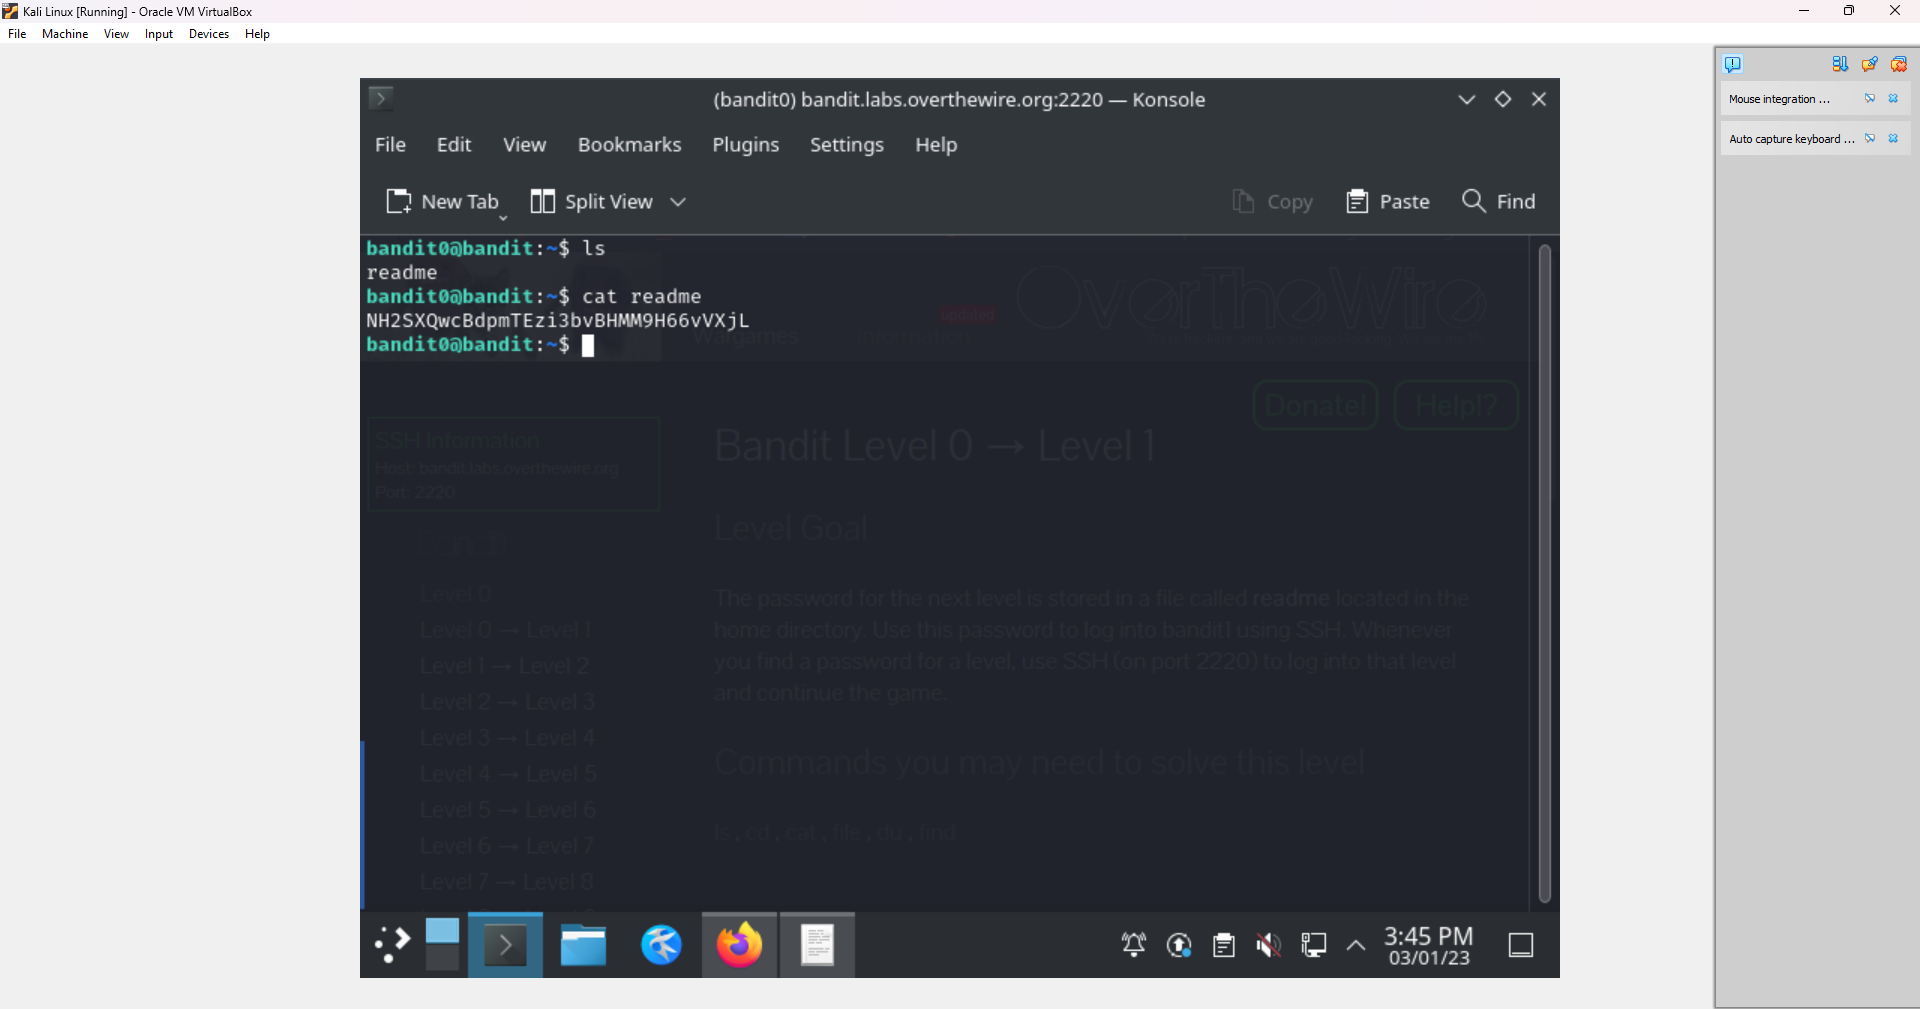 Kali Linux [Running] - Oracle VM VirtualBox
File Machine View Input Devices Help
Mouse integration ...
Auto capture keyboard ...
(bandit0) bandit.labs.overthewire.org:2220 — Konsole
File Edit View Bookmarks Plugins Settings Help
New Tab Split View Copy Paste Find
bandit0@bandit:~$ ls
readme
bandit0@bandit:~$ cat readme
NH2SXQwcBdpmTEzi3bvBHMM9H66vVXjL
bandit0@bandit:~$
OverTheWire
updated
Wargames Information
Donate! Help!?
SSH Information
Host: bandit.labs.overthewire.org
Port: 2220
Bandit
Level 0
Level 0 → Level 1
Level 1 → Level 2
Level 2 → Level 3
Level 3 → Level 4
Level 4 → Level 5
Level 5 → Level 6
Level 6 → Level 7
Level 7 → Level 8
Bandit Level 0 → Level 1
Level Goal
The password for the next level is stored in a file called readme located in the
home directory. Use this password to log into bandit1 using SSH. Whenever
you find a password for a level, use SSH (on port 2220) to log into that level
and continue the game.
Commands you may need to solve this level
ls , cd , cat , file , du , find
3:45 PM
03/01/23